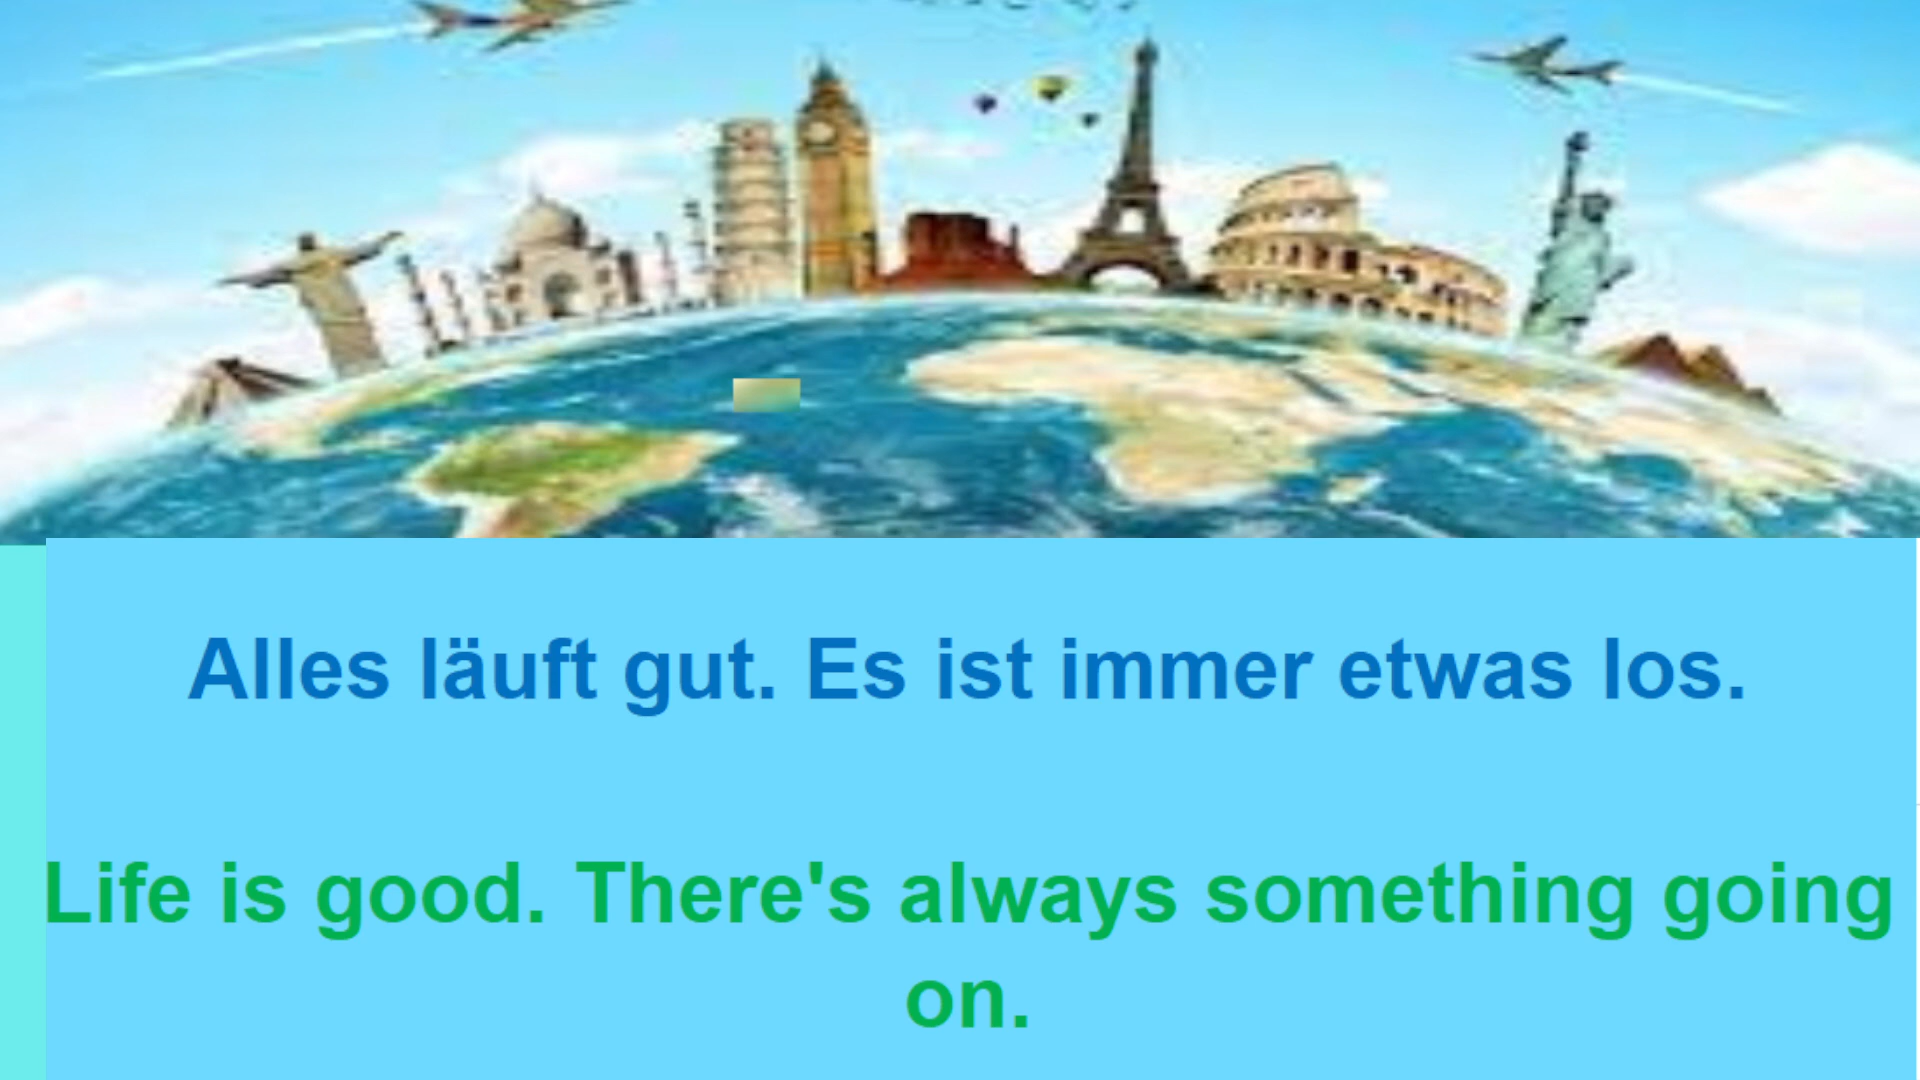 Alles läuft gut. Es ist immer etwas los.
Life is good. There's always something going
on.